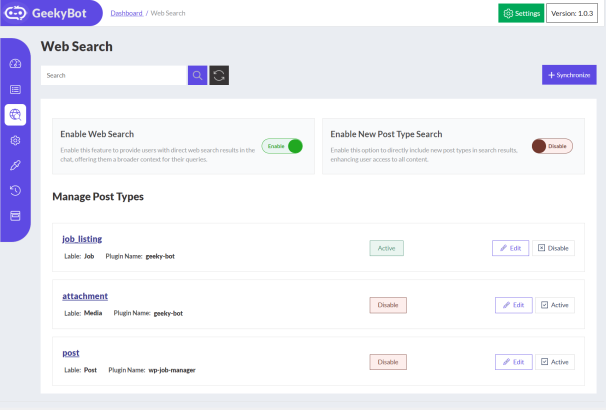 GeekyBot
Dashboard / Web Search
Settings
Version: 1.0.3
Web Search
Search
+ Synchronize
Enable Web Search
Enable this feature to provide users with direct web search results in the
chat, offering them a broader context for their queries.
Enable
Enable New Post Type Search
Enable this option to directly include new post types in search results,
enhancing user access to all content.
Disable
Manage Post Types
job_listing
Lable: Job Plugin Name: geeky-bot
Active
Edit
Disable
attachment
Lable: Media Plugin Name: geeky-bot
Disable
Edit
Active
post
Lable: Post Plugin Name: wp-job-manager
Disable
Edit
Active